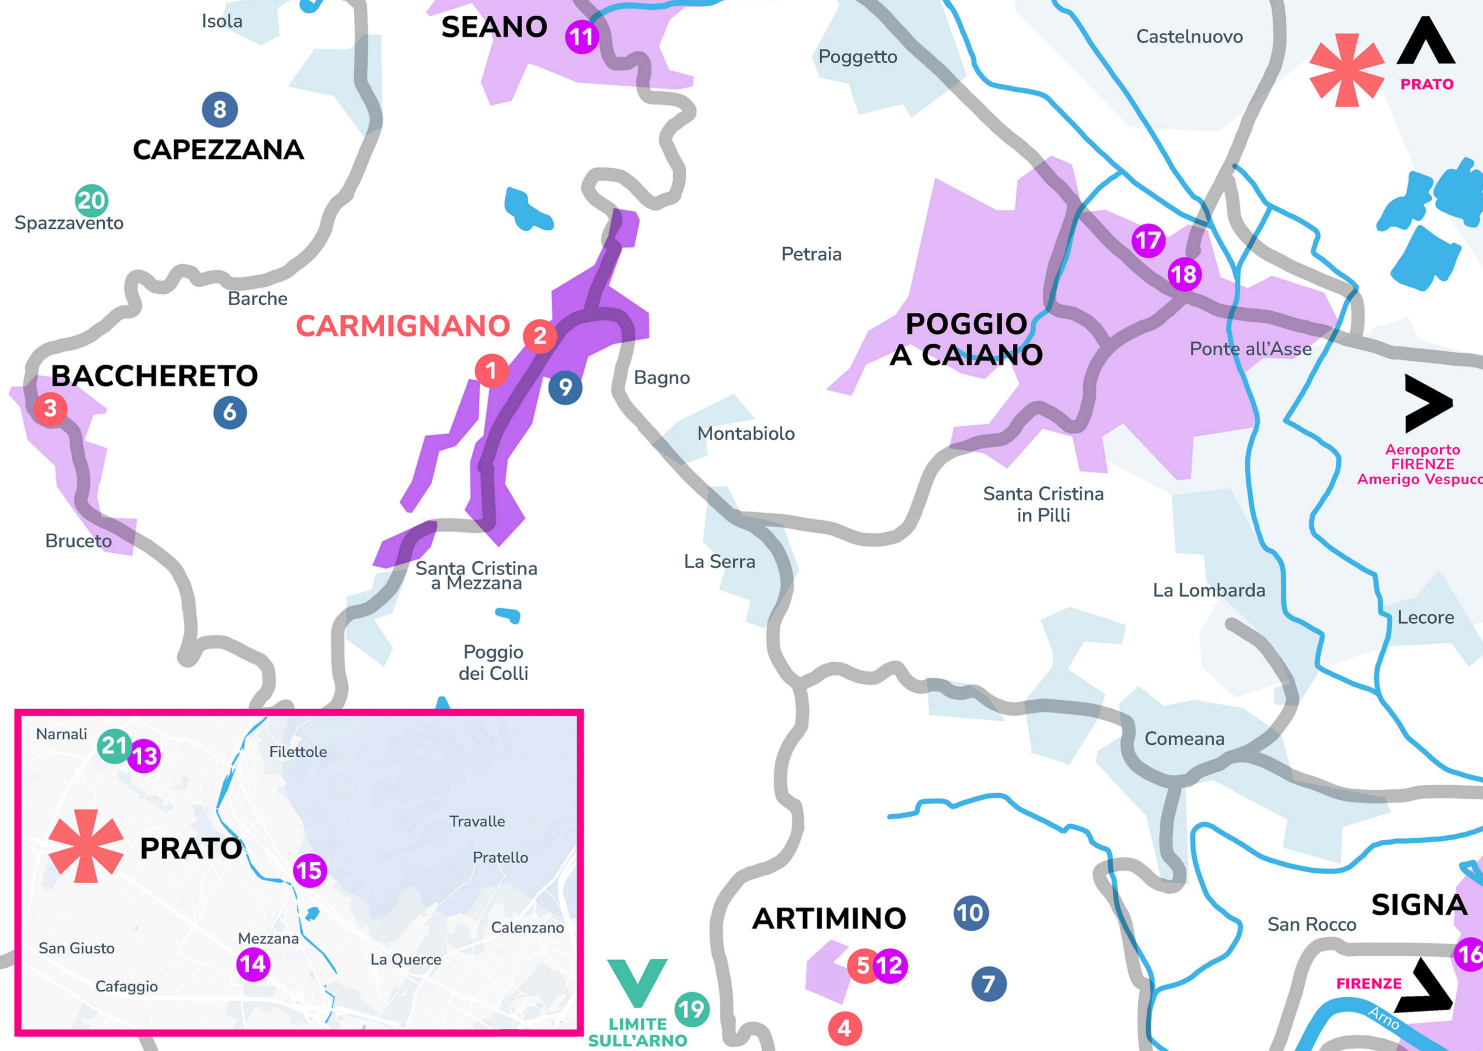 Isola
SEANO
11
Poggetto
Castelnuovo
PRATO
8
CAPEZZANA
20
Spazzavento
Barche
Petraia
17
18
CARMIGNANO
2
1
POGGIO
A CAIANO
Ponte all'Asse
BACCHERETO
3
6
9
Bagno
Montabiolo
Aeroporto
FIRENZE
Amerigo Vespucc
Santa Cristina
in Pilli
Bruceto
Santa Cristina
a Mezzana
La Serra
La Lombarda
Lecore
Poggio
dei Colli
Comeana
Narnali
21
13
Filettole
PRATO
Travalle
Pratello
15
San Giusto
Mezzana
14
Cafaggio
La Querce
Calenzano
LIMITE
SULL'ARNO
19
ARTIMINO
10
5
12
7
4
SIGNA
San Rocco
16
FIRENZE
Arno